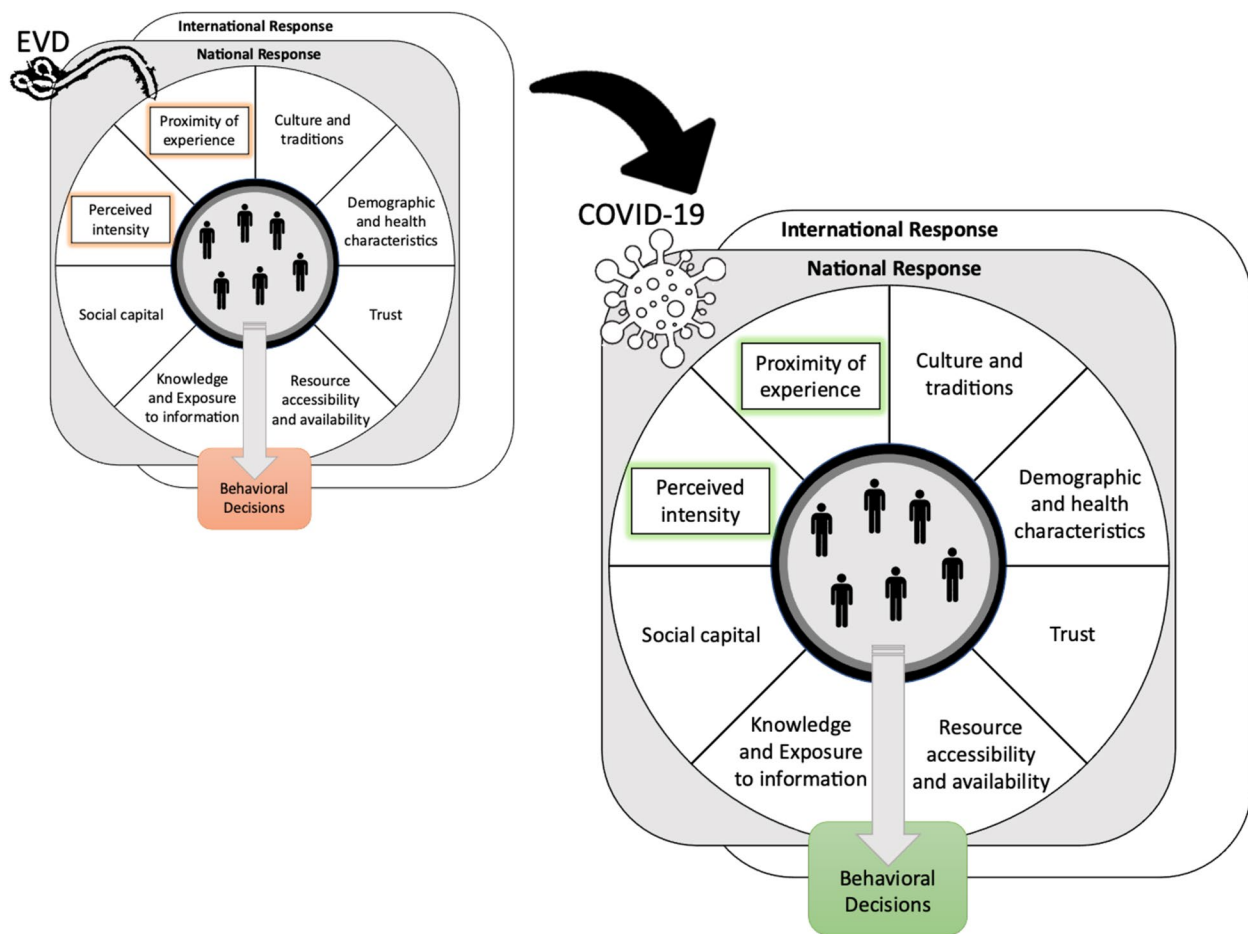 International Response
EVD
National Response
Proximity of
experience
Culture and
traditions
Perceived
intensity
Demographic
and health
characteristics
Social capital
Trust
Knowledge
and Exposure
to information
Resource
accessibility
and availability
Behavioral
Decisions
COVID-19
International Response
National Response
Proximity of
experience
Culture and
traditions
Perceived
intensity
Demographic
and health
characteristics
Social capital
Trust
Knowledge
and Exposure
to information
Resource
accessibility
and availability
Behavioral
Decisions